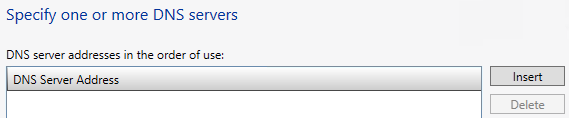 Specify one or more DNS servers
DNS server addresses in the order of use:
DNS Server Address
Insert
Delete